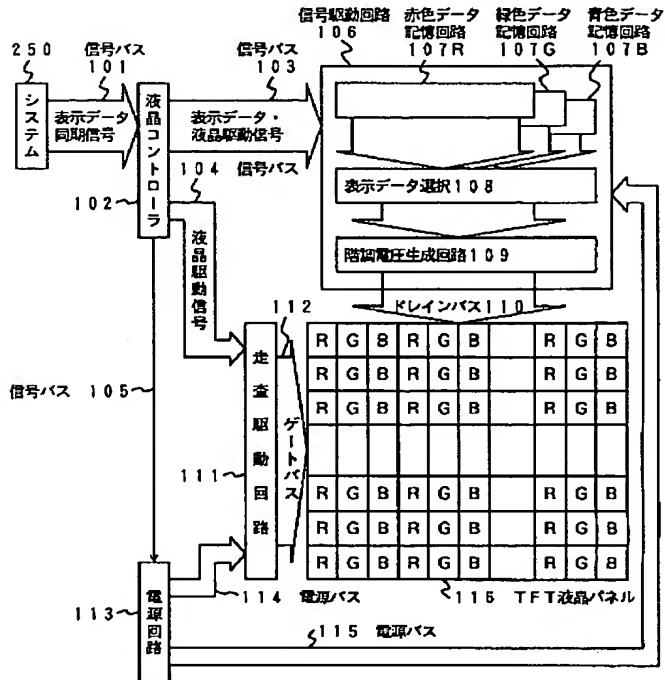 信号駆動回路
106
赤色データ
記憶回路
107R
緑色データ
記憶回路
107G
青色データ
記憶回路
107B
250
信号バス
101
信号バス
103
システム
表示データ
同期信号
液晶コントローラ
102
表示データ・
液晶駆動信号
信号バス
104
液晶駆動信号
表示データ選択108
階調電圧生成回路109
ドレインバス110
112
信号バス 105
走査駆動回路
111
ゲートバス
R G B R G B R G B
R G B R G B R G B
R G B R G B R G B
R G B R G B R G B
R G B R G B R G B
R G B R G B R G B
電源回路
113
114 電源バス
116 TFT液晶パネル
115 電源バス